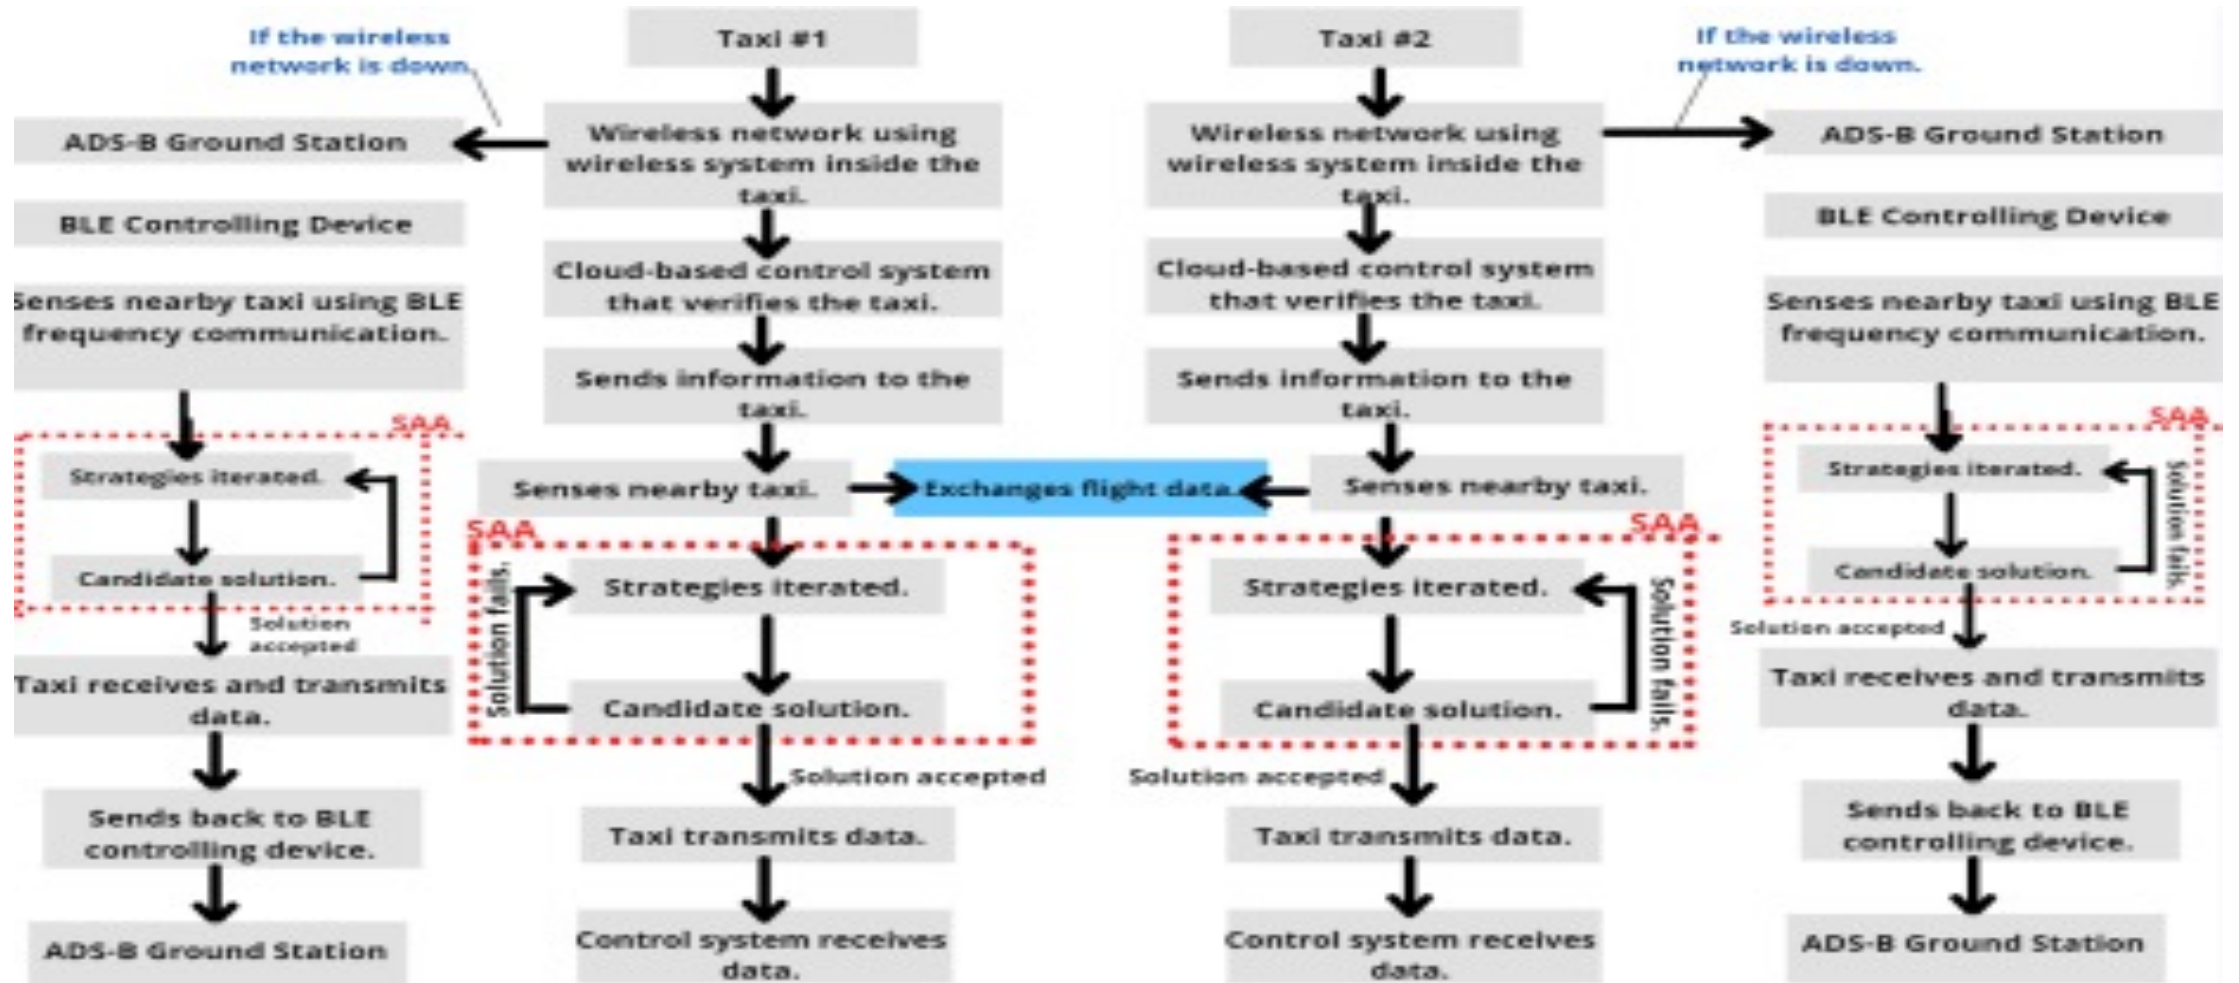 If the wireless
network is down.
ADS-B Ground Station
BLE Controlling Device
Senses nearby taxi using BLE
frequency communication.
SAA
Strategies iterated.
Candidate solution.
Solution
accepted
Taxi receives and transmits
data.
Sends back to BLE
controlling device.
ADS-B Ground Station
Taxi #1
Wireless network using
wireless system inside the
taxi.
Cloud-based control system
that verifies the taxi.
Sends information to the
taxi.
Senses nearby taxi.
Exchanges flight data.
SAA
Solution fails.
Strategies iterated.
Candidate solution.
Solution accepted
Taxi transmits data.
Control system receives
data.
Taxi #2
Wireless network using
wireless system inside the
taxi.
Cloud-based control system
that verifies the taxi.
Sends information to the
taxi.
Senses nearby taxi.
SAA
Strategies iterated.
Solution fails.
Candidate solution.
Solution accepted
Taxi transmits data.
Control system receives
data.
If the wireless
network is down.
ADS-B Ground Station
BLE Controlling Device
Senses nearby taxi using BLE
frequency communication.
SAA
Strategies iterated.
Solution fails.
Candidate solution.
Solution accepted
Taxi receives and transmits
data.
Sends back to BLE
controlling device.
ADS-B Ground Station